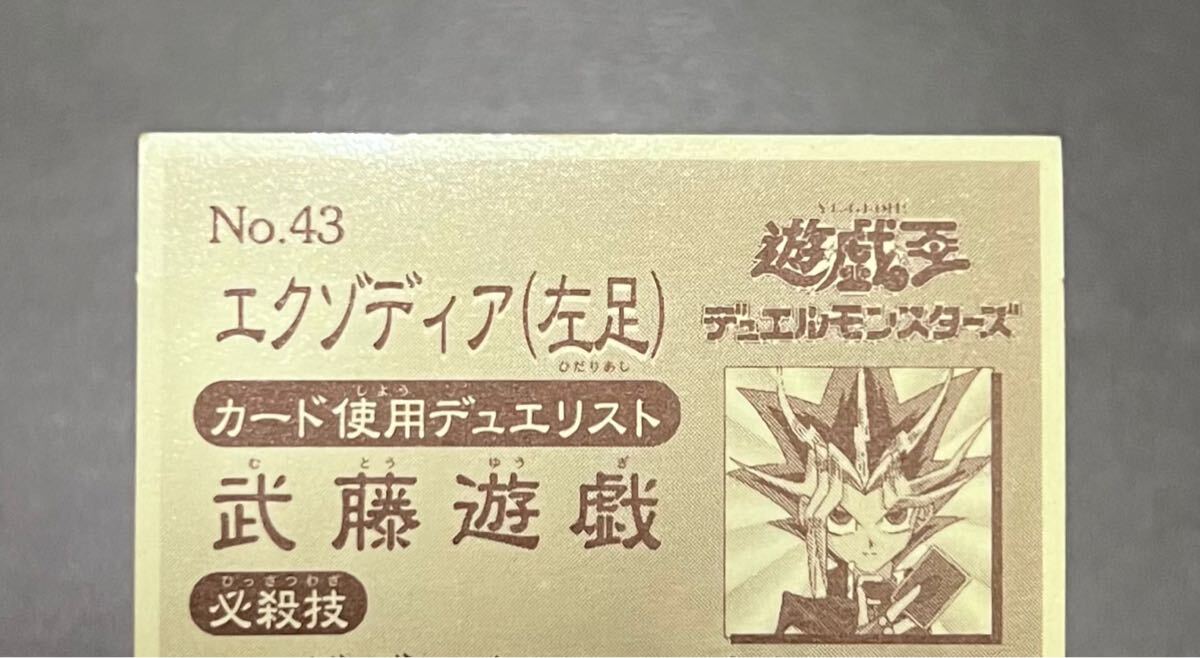 No.43
YU-GI-OH!
遊戯王
デュエルモンスターズ
エクゾディア(左足)
ひだりあし
しよう
カード使用デュエリスト
む とう ゆう ぎ
武藤遊戯
ひっさつわざ
必殺技